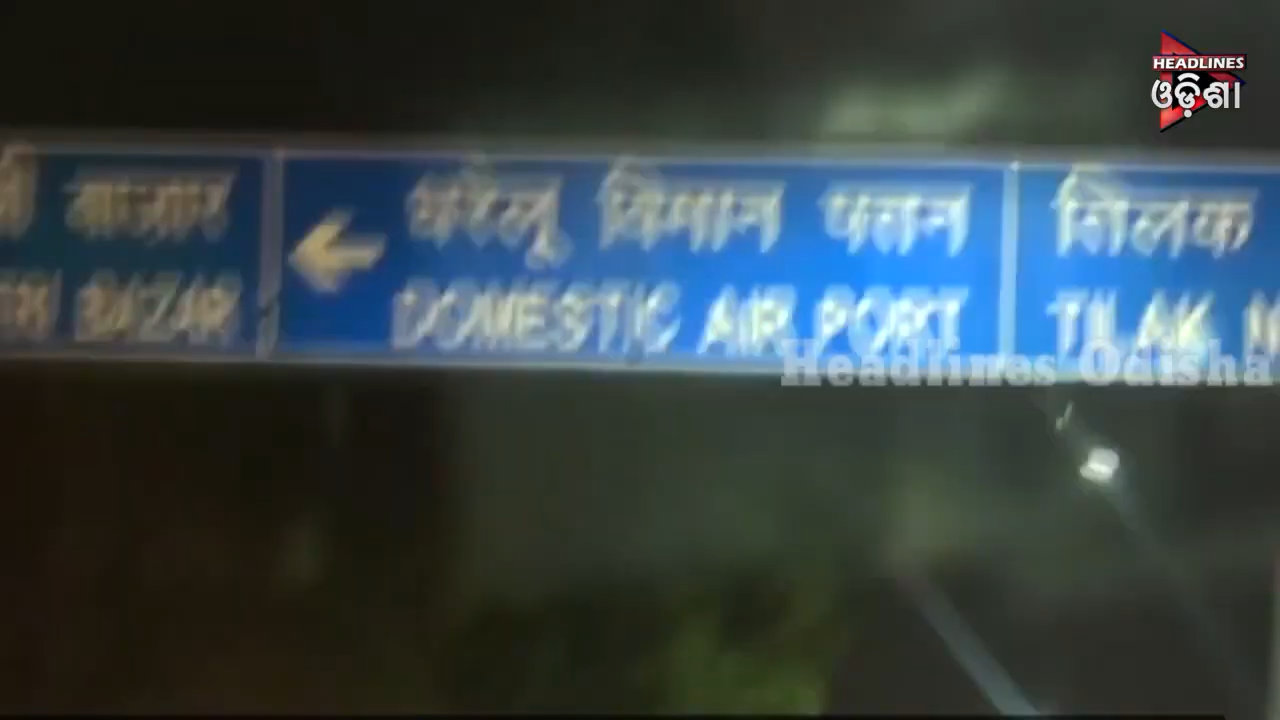 HEADLINES
ଓଡ଼ିଶା
बाज़ार
BAZAR
घरेलू विमान पत्तन
DOMESTIC AIR PORT
तिलक
TILAK
Headlines Odisha